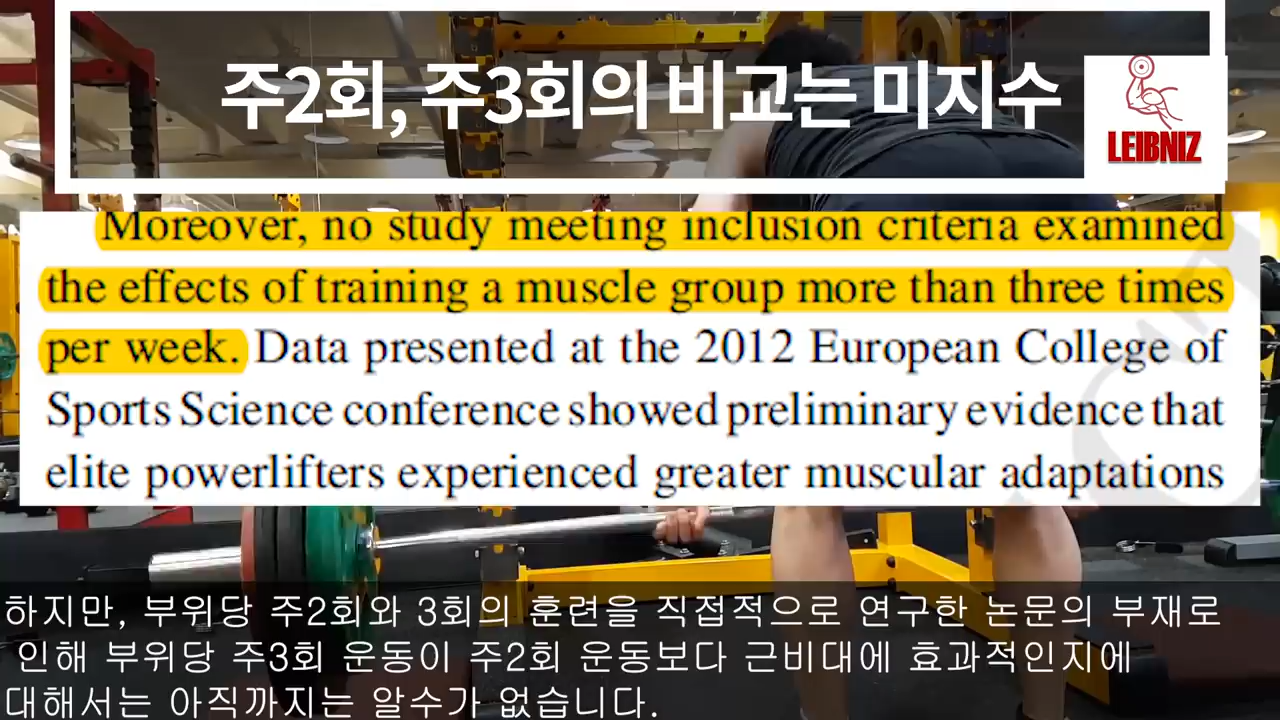 주2회, 주3회의 비교는 미지수
LEIBNIZ
Moreover, no study meeting inclusion criteria examined
the effects of training a muscle group more than three times
per week. Data presented at the 2012 European College of
Sports Science conference showed preliminary evidence that
elite powerlifters experienced greater muscular adaptations
하지만, 부위당 주2회와 3회의 훈련을 직접적으로 연구한 논문의 부재로
인해 부위당 주3회 운동이 주2회 운동보다 근비대에 효과적인지에
대해서는 아직까지는 알수가 없습니다.